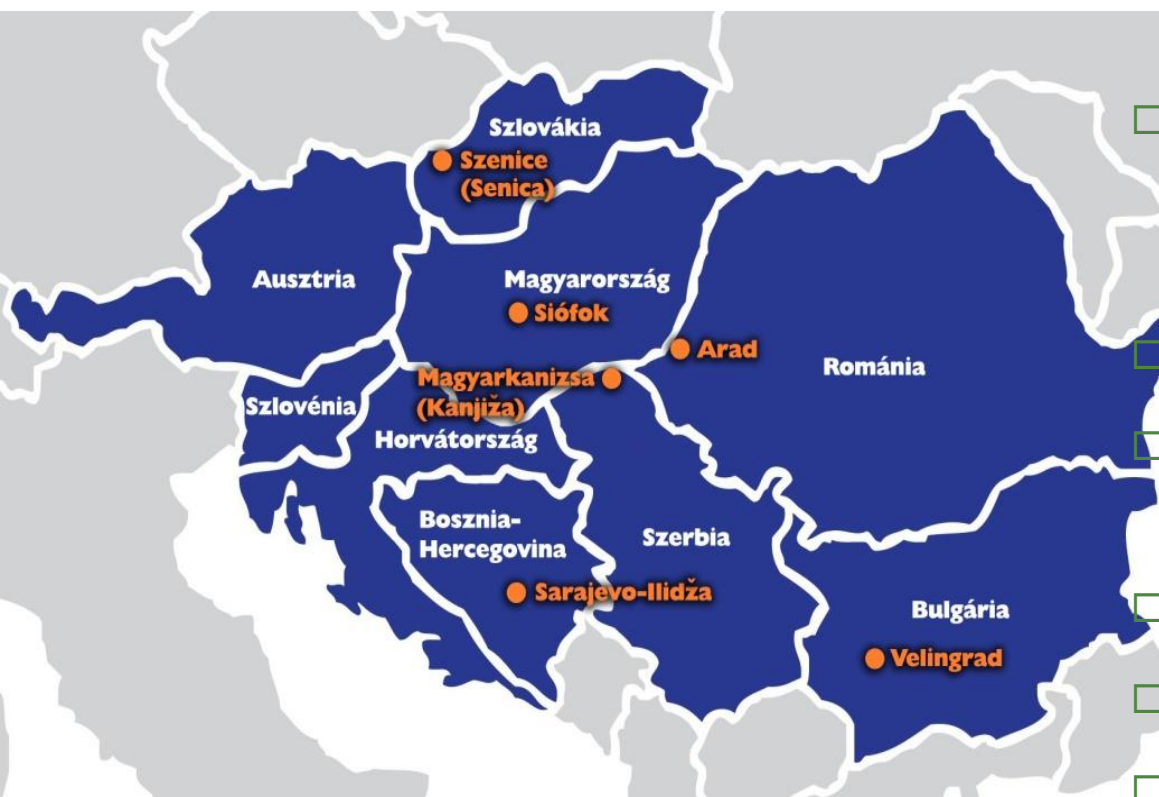 Szlovákia
Szenice
(Senica)
Ausztria
Magyarország
Siófok
Arad
Románia
Magyarkanizsa
(Kanjiža)
Szlovénia
Horvátország
Bosznia-
Hercegovina
Szerbia
Sarajevo-Ilidža
Bulgária
Velingrad